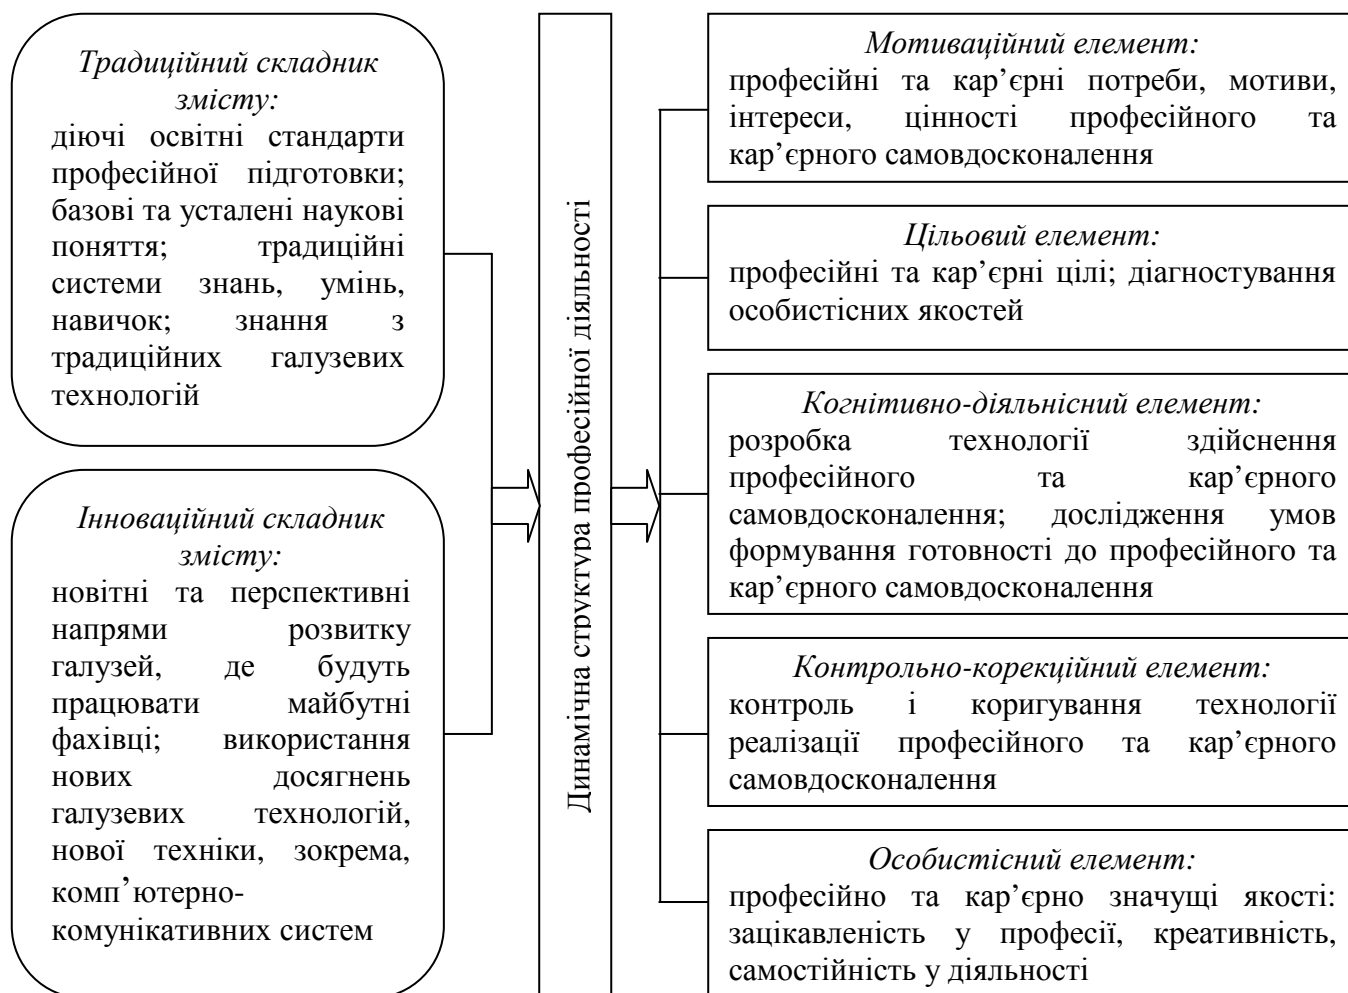 Традиційний складник
змісту:
діючі освітні стандарти
професійної підготовки;
базові та усталені наукові
поняття; традиційні
системи знань, умінь,
навичок; знання з
традиційних галузевих
технологій
Інноваційний складник
змісту:
новітні та перспективні
напрями розвитку
галузей, де будуть
працювати майбутні
фахівці; використання
нових досягнень
галузевих технологій,
нової техніки, зокрема,
комп’ютерно-
комунікативних систем
Динамічна структура професійної діяльності
Мотиваційний елемент:
професійні та кар’єрні потреби, мотиви,
інтереси, цінності професійного та
кар’єрного самовдосконалення
Цільовий елемент:
професійні та кар’єрні цілі; діагностування
особистісних якостей
Когнітивно-діяльнісний елемент:
розробка технології здійснення
професійного та кар’єрного
самовдосконалення; дослідження умов
формування готовності до професійного та
кар’єрного самовдосконалення
Контрольно-корекційний елемент:
контроль і коригування технології
реалізації професійного та кар’єрного
самовдосконалення
Особистісний елемент:
професійно та кар’єрно значущі якості:
зацікавленість у професії, креативність,
самостійність у діяльності